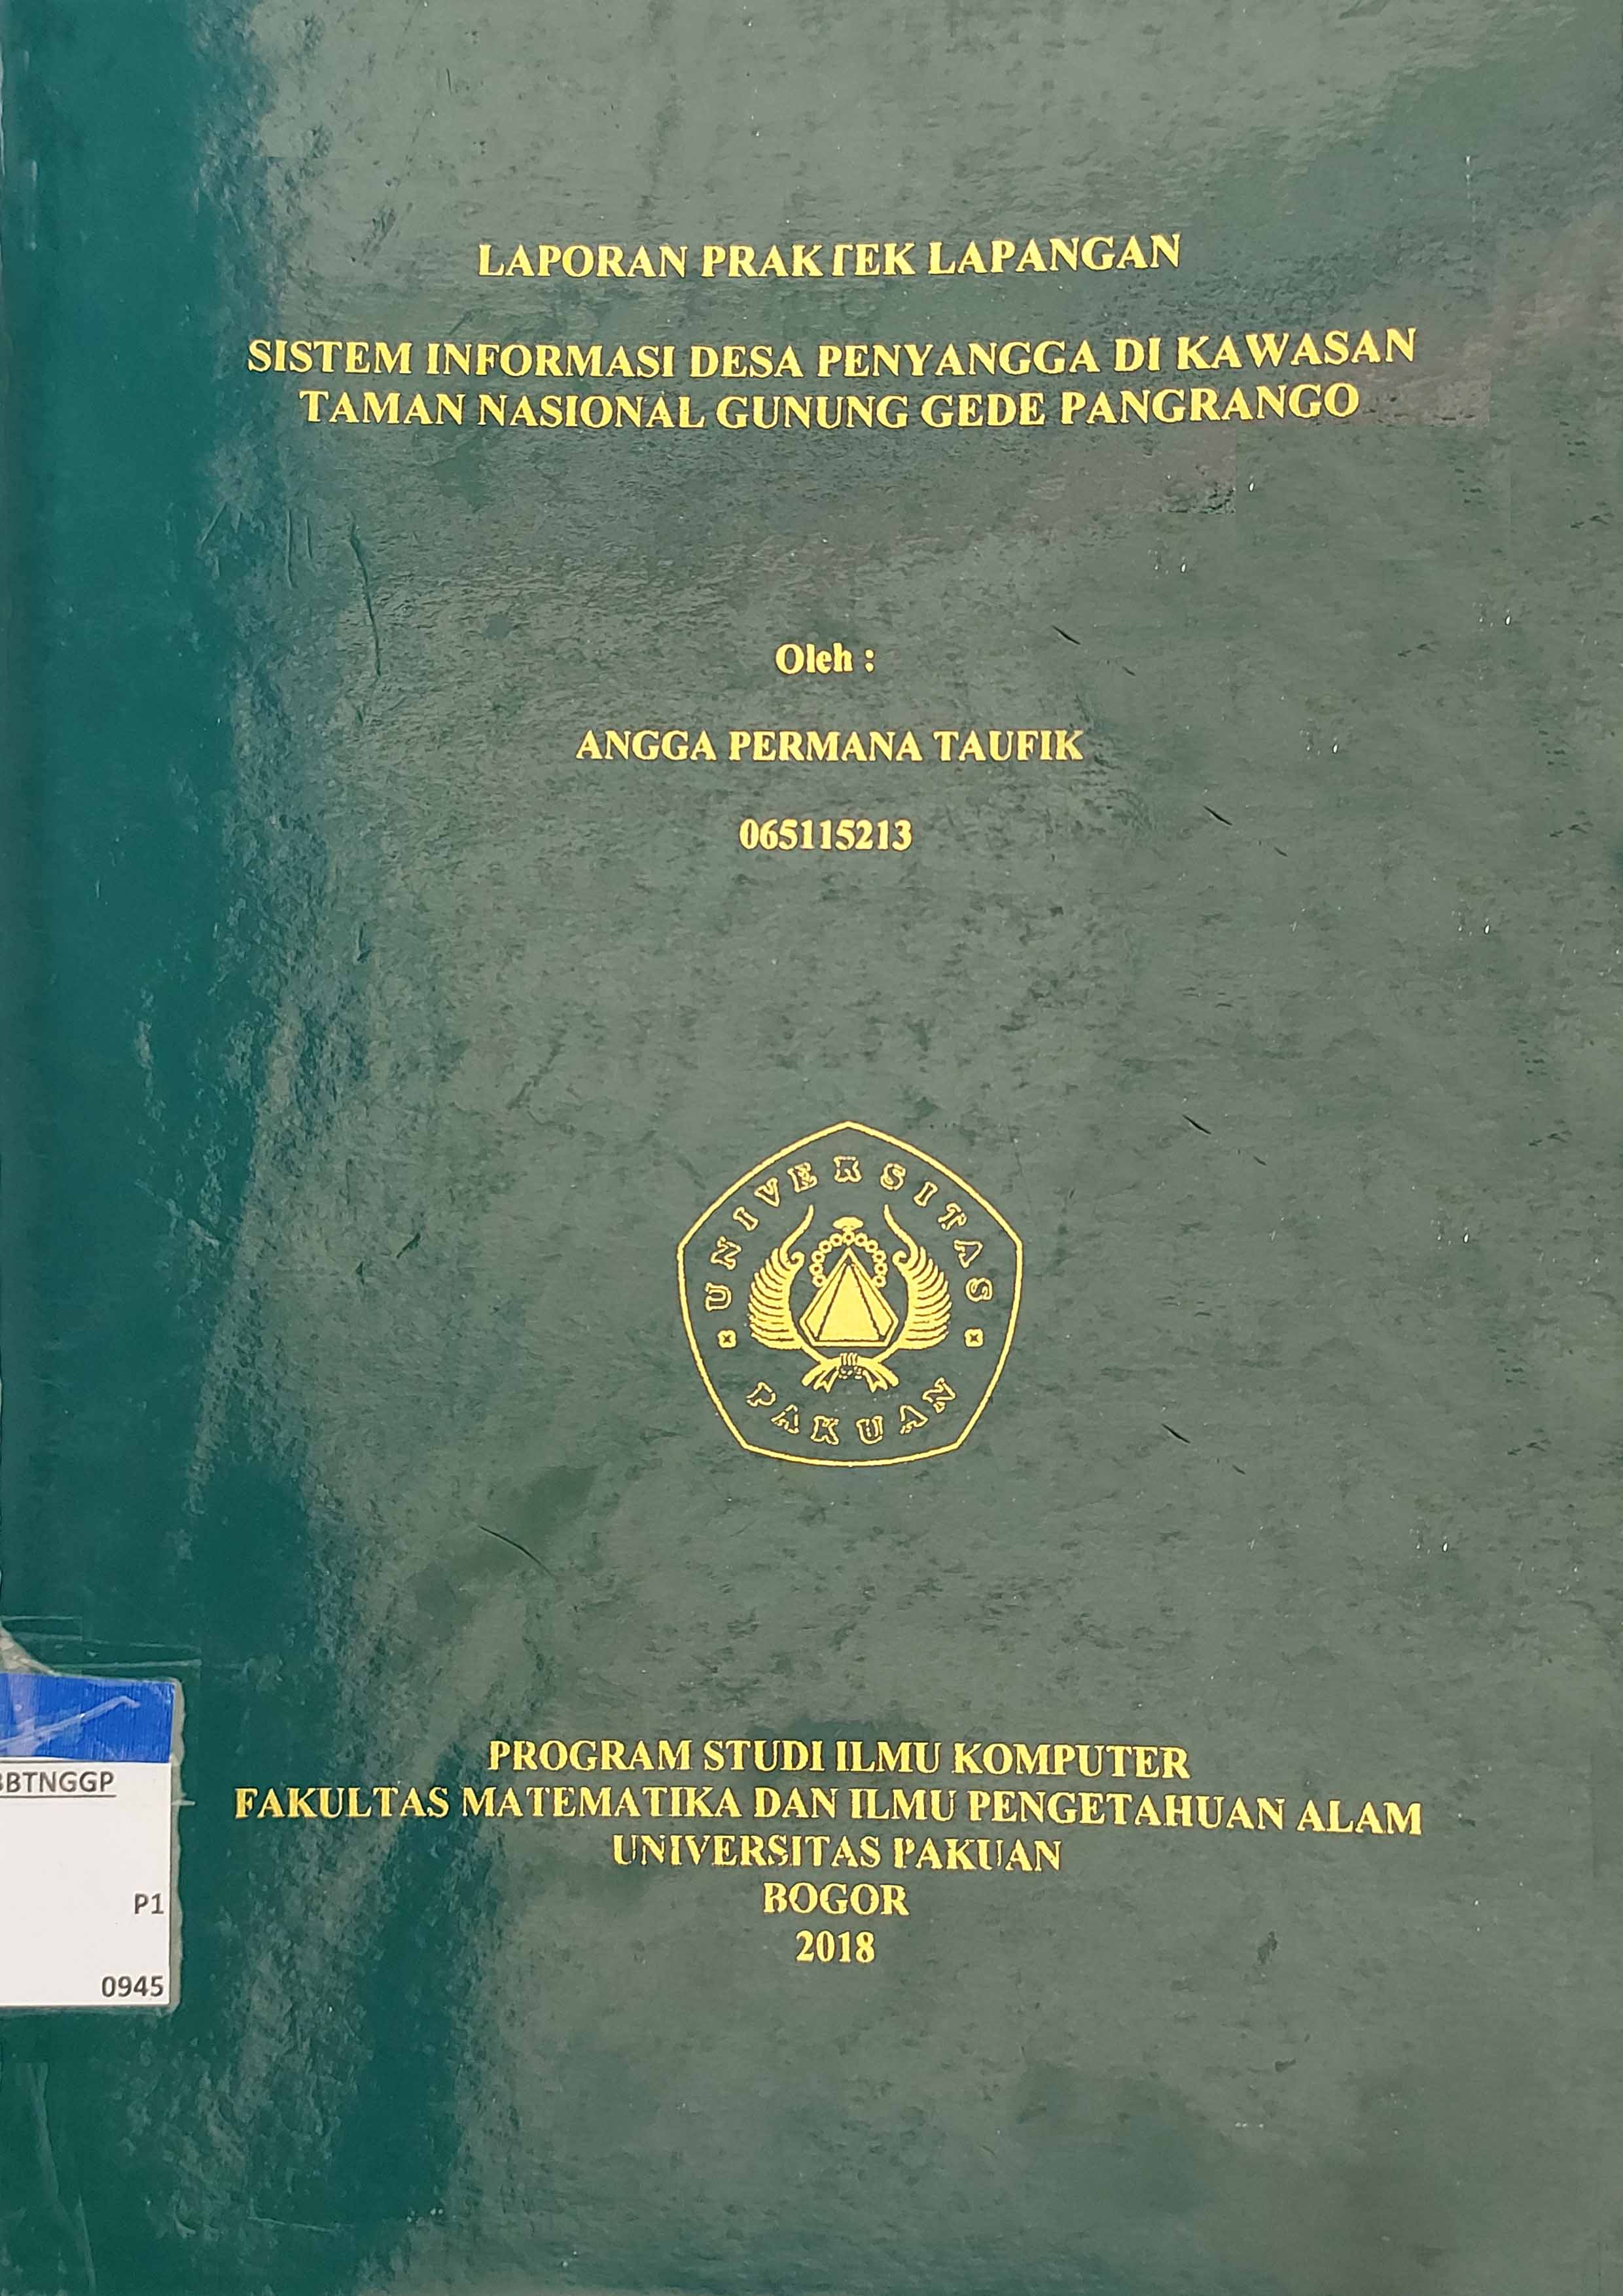 LAPORAN PRAKTEK LAPANGAN
SISTEM INFORMASI DESA PENYANGGA DI KAWASAN
TAMAN NASIONAL GUNUNG GEDE PANGRANGO
Oleh :
ANGGA PERMANA TAUFIK
065115213
UNIVERSITAS
PAKUAN
PROGRAM STUDI ILMU KOMPUTER
FAKULTAS MATEMATIKA DAN ILMU PENGETAHUAN ALAM
UNIVERSITAS PAKUAN
BOGOR
2018
BBTNGGP
P1
0945